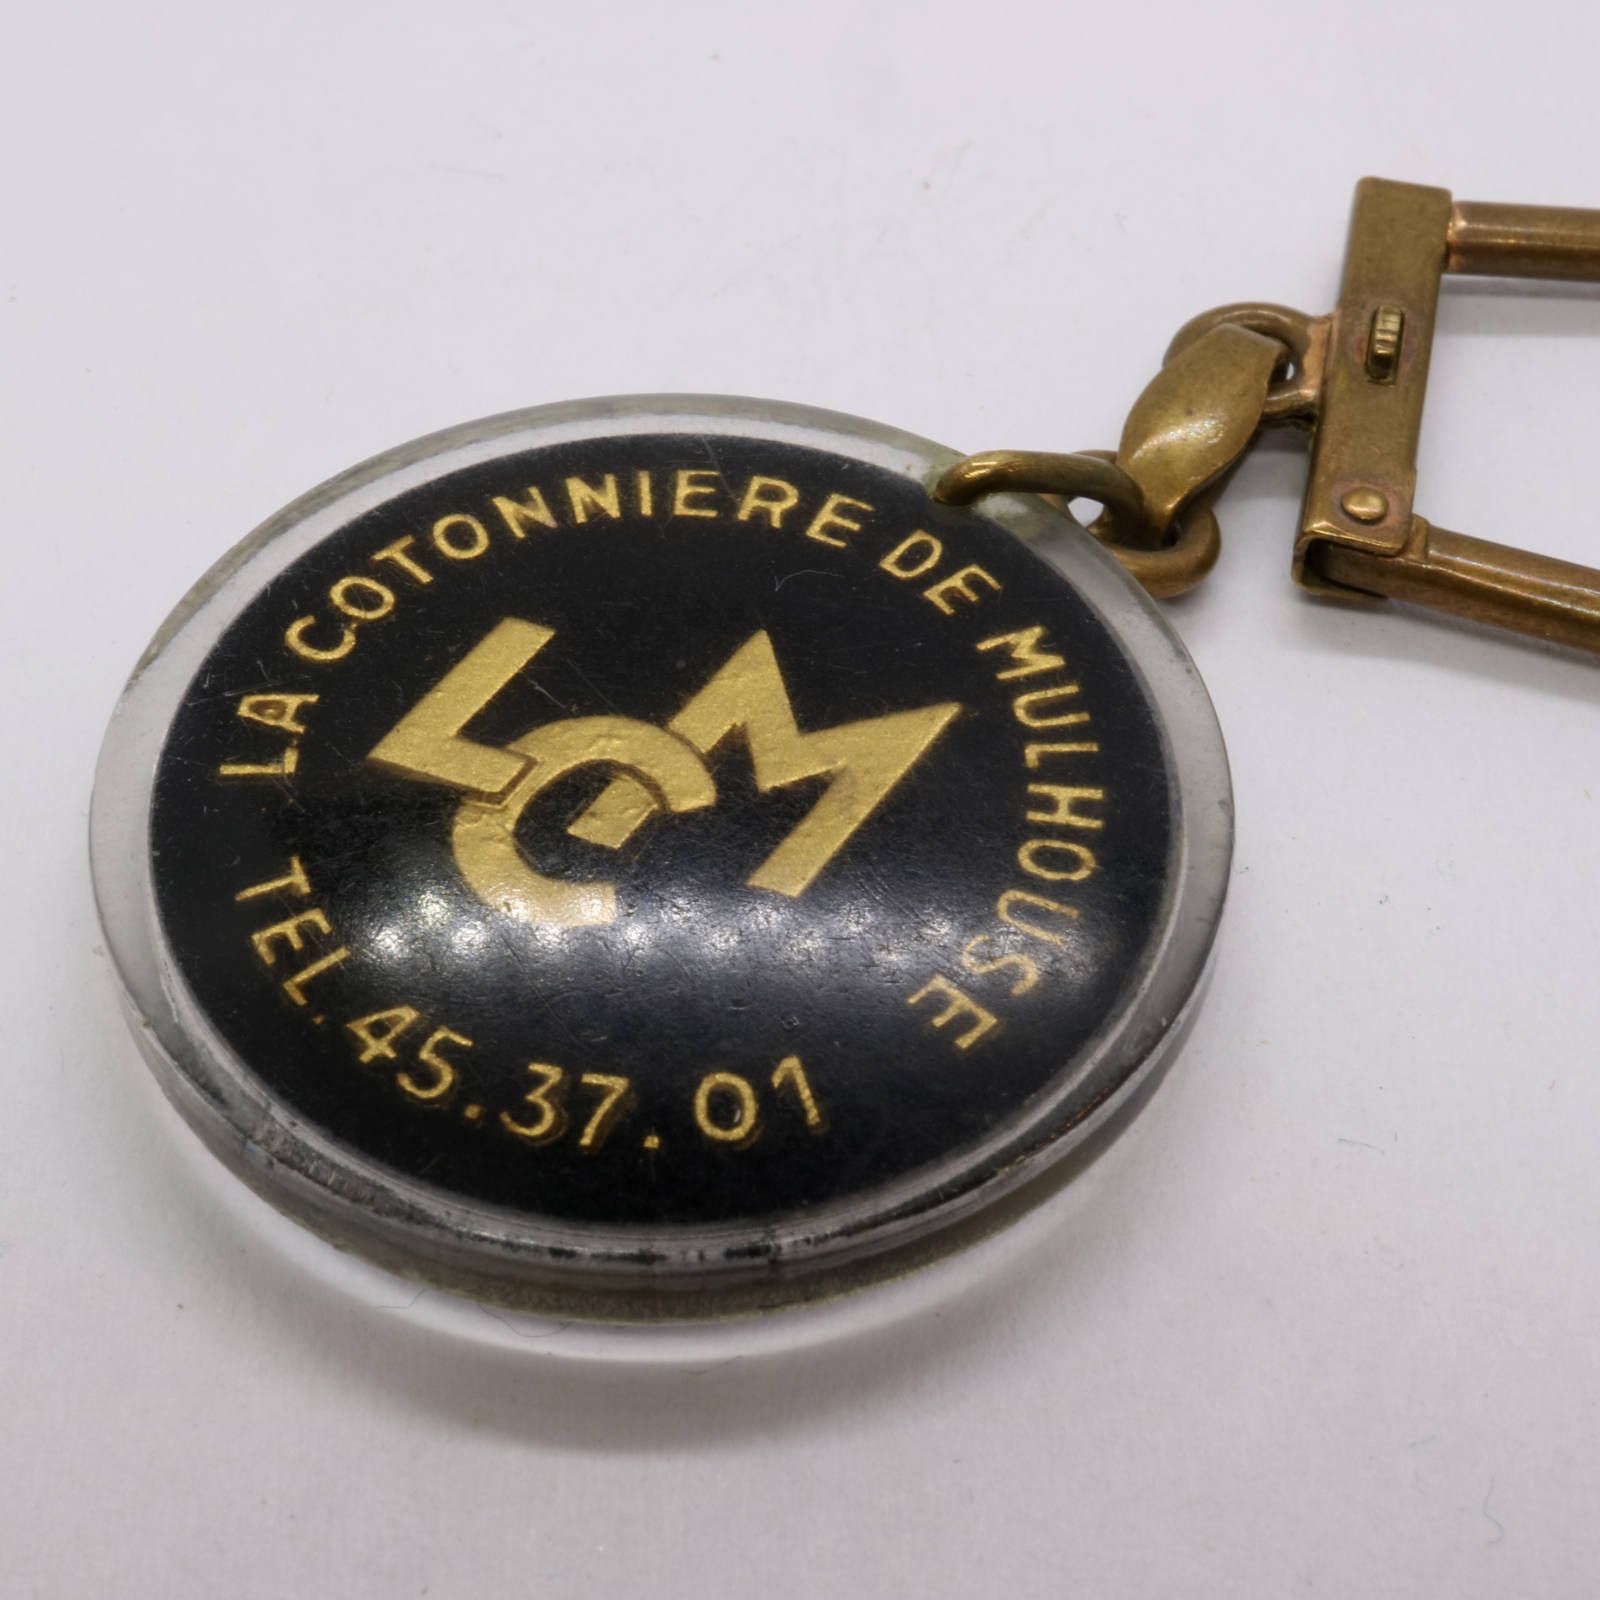 LA COTONNIERE DE MULHOUSE
LCM
TEL. 45.37.01